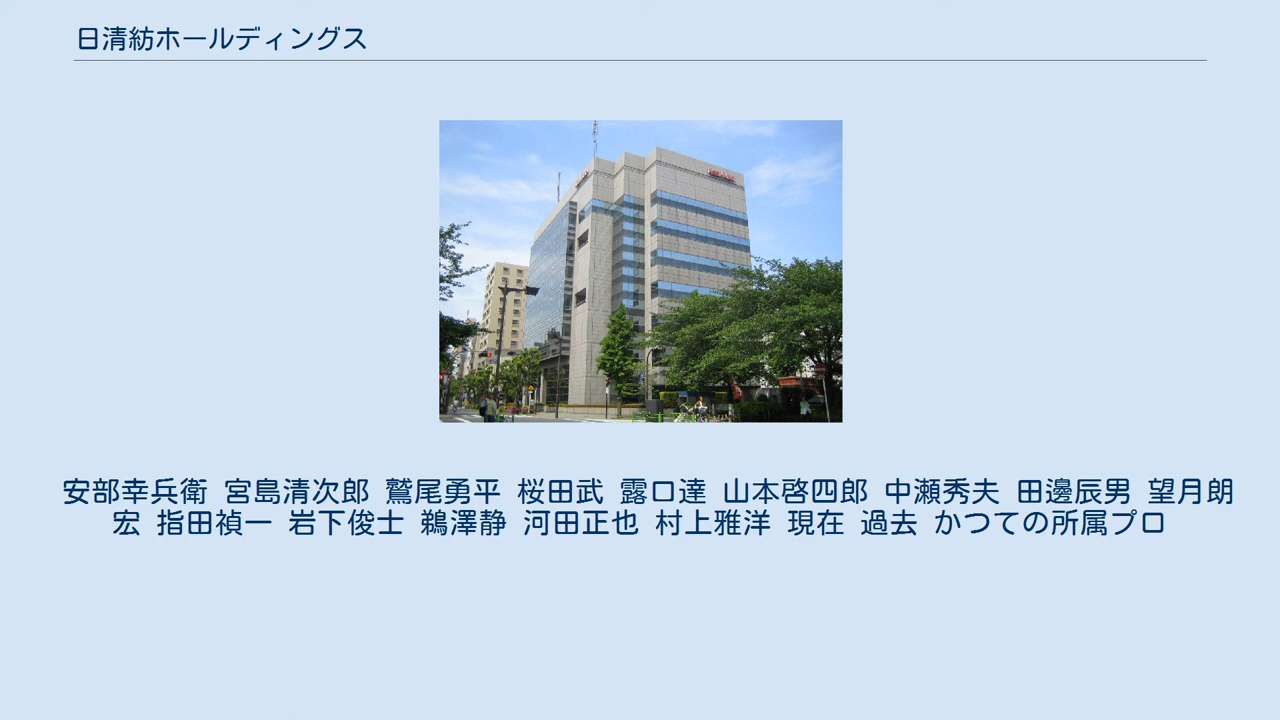 日清紡ホールディングス
安部幸兵衛 宮島清次郎 鷲尾勇平 桜田武 露口達 山本啓四郎 中瀬秀夫 田邊辰男 望月朗
宏 指田禎一 岩下俊士 鵜澤静 河田正也 村上雅洋 現在 過去 かつての所属プロ